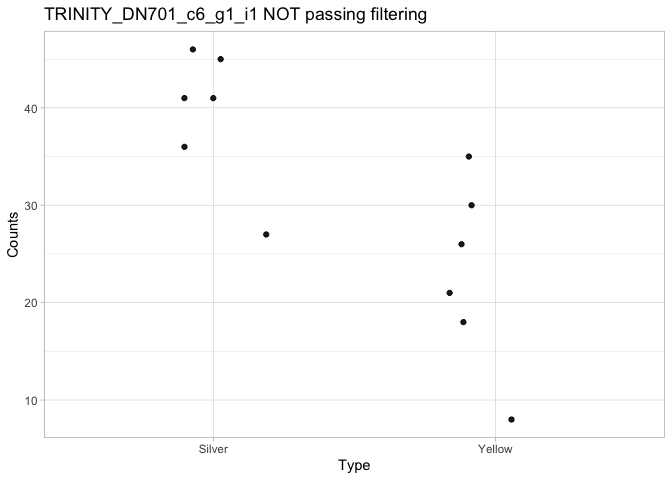 TRINITY_DN701_c6_g1_i1 NOT passing filtering
40
30
20
10
Counts
Silver
Yellow
Type